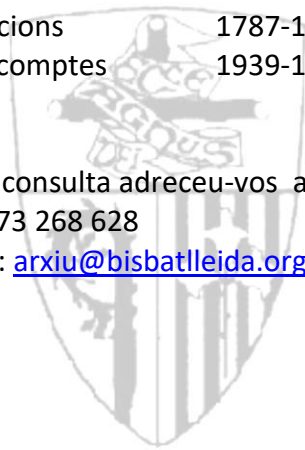 cions 1787-1
comptes 1939-1
consulta adreceu-vos a
73 268 628
: arxiu@bisbatlleida.org